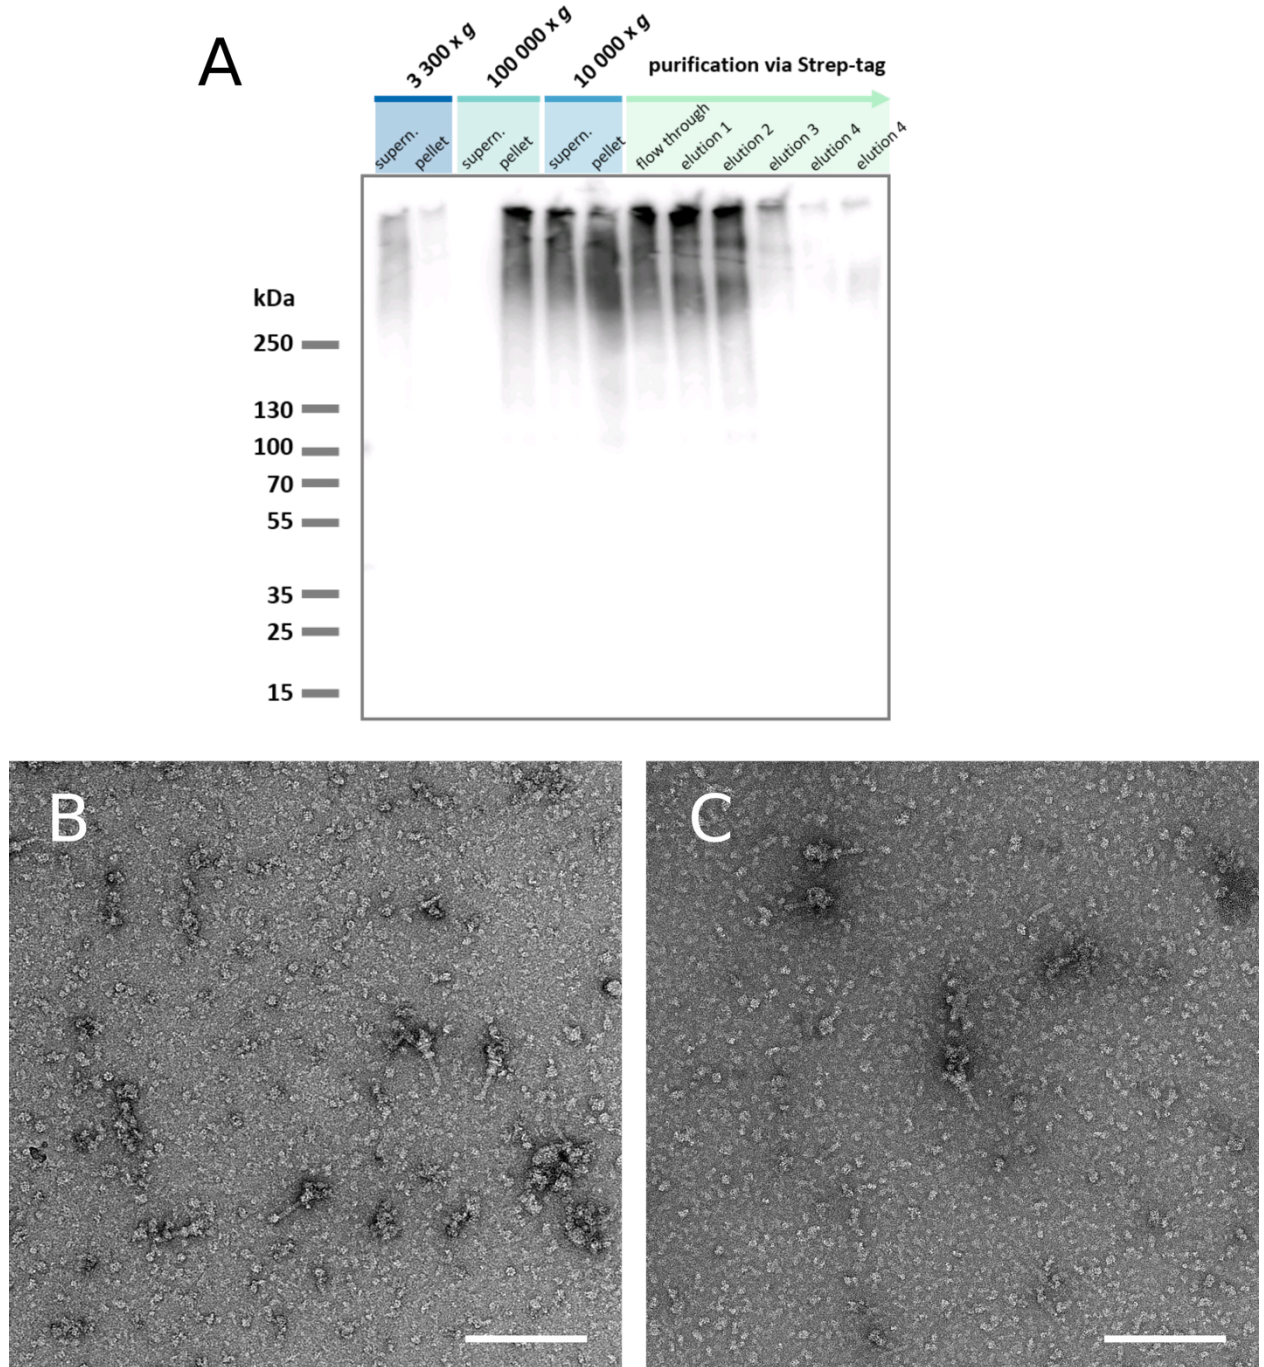 A
3 300 x g
100 000 x g
10 000 x g
purification via Strep-tag
supern.
pellet
supern.
pellet
supern.
pellet
flow through
elution 1
elution 2
elution 3
elution 4
elution 4
kDa
250
130
100
70
55
35
25
15
B
C